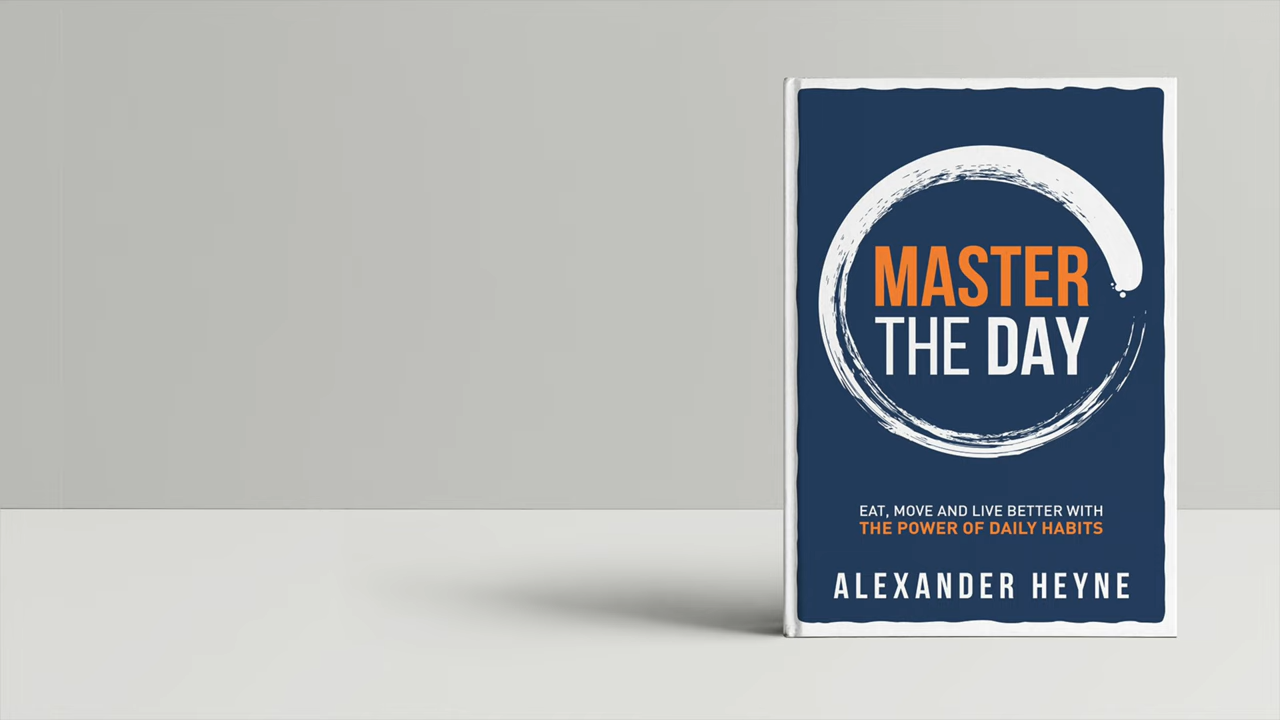 MASTER
THE DAY
EAT, MOVE AND LIVE BETTER WITH
THE POWER OF DAILY HABITS
ALEXANDER HEYNE